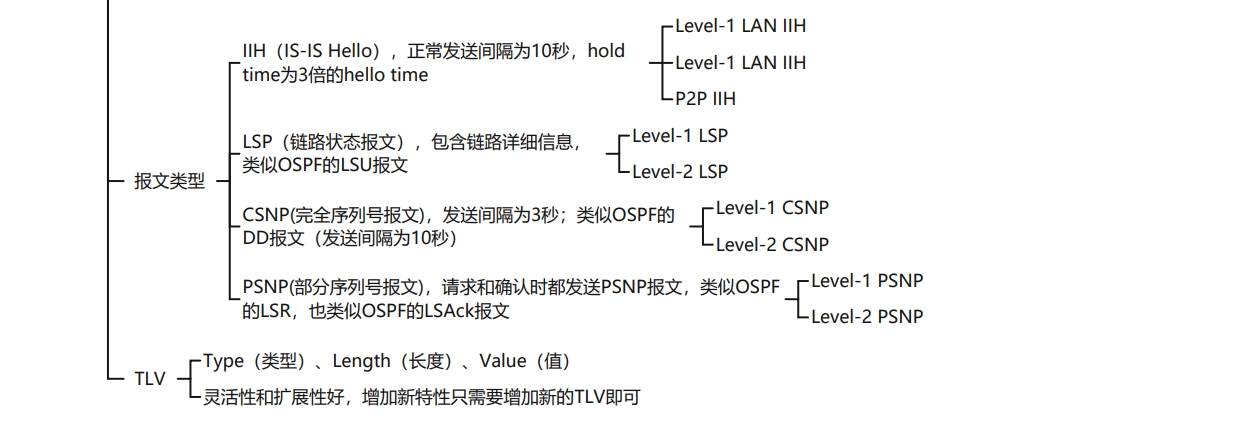 报文类型
IIH（IS-IS Hello），正常发送间隔为10秒，hold
time为3倍的hello time
Level-1 LAN IIH
Level-1 LAN IIH
P2P IIH
LSP（链路状态报文），包含链路详细信息，
类似OSPF的LSU报文
Level-1 LSP
Level-2 LSP
CSNP(完全序列号报文)，发送间隔为3秒；类似OSPF的
DD报文（发送间隔为10秒）
Level-1 CSNP
Level-2 CSNP
PSNP(部分序列号报文)，请求和确认时都发送PSNP报文，类似OSPF
的LSR，也类似OSPF的LSAck报文
Level-1 PSNP
Level-2 PSNP
TLV
Type（类型）、Length（长度）、Value（值）
灵活性和扩展性好，增加新特性只需要增加新的TLV即可